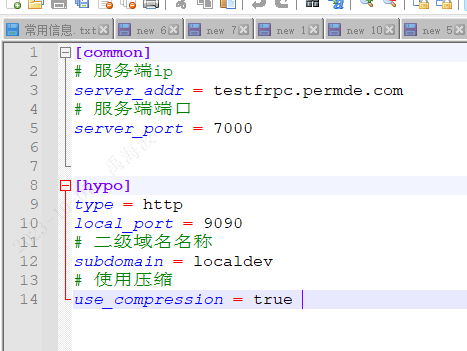 常用信息.txt new 6 new 7 new 1 new 10 new 5
1 [common]
2 # 服务端ip
3 server_addr = testfrpc.permde.com
4 # 服务端端口
5 server_port = 7000
6
7
8 [hypo]
9 type = http
10 local_port = 9090
11 # 二级域名名称
12 subdomain = localdev
13 # 使用压缩
14 use_compression = true